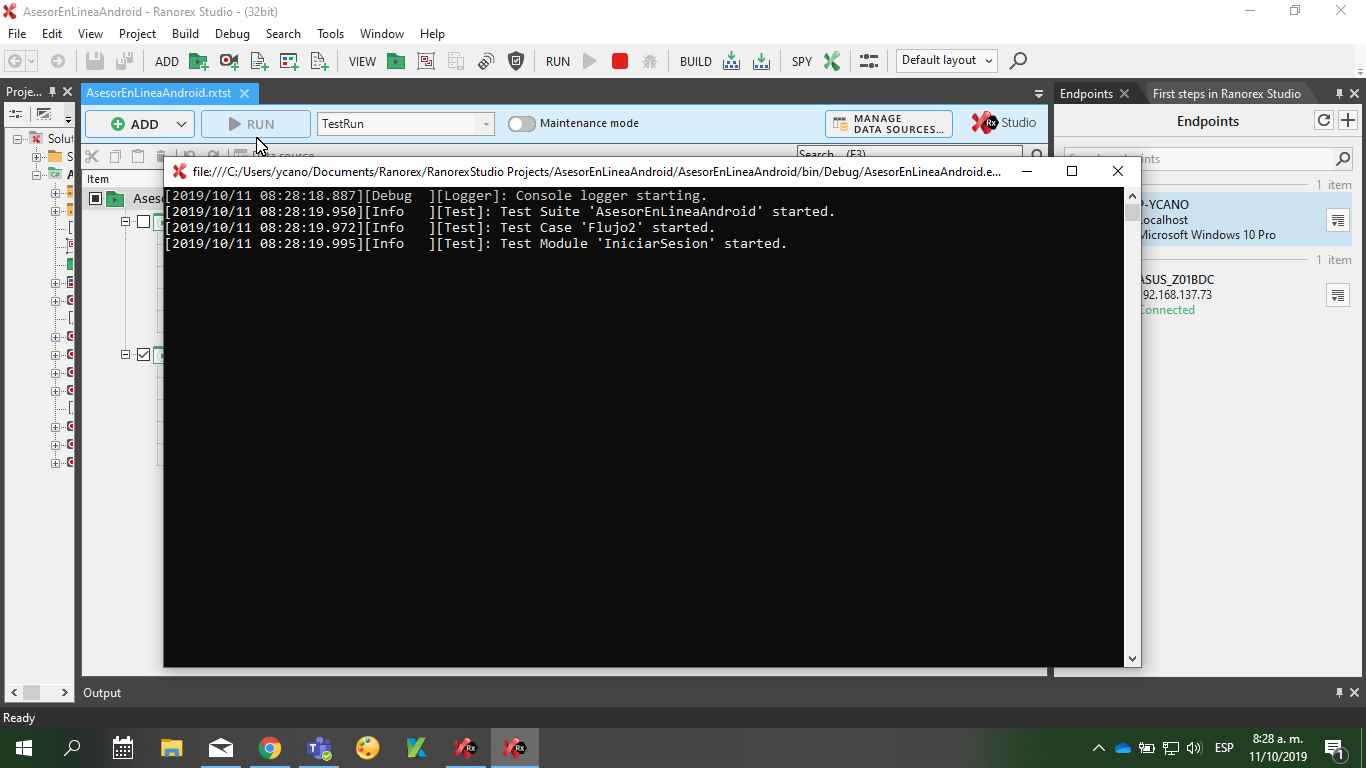 AsesorEnLineaAndroid - Ranorex Studio - (32bit)
File Edit View Project Build Debug Search Tools Window Help
ADD VIEW RUN BUILD SPY Default layout
Proje...
AsesorEnLineaAndroid.rxtst
Endpoints First steps in Ranorex Studio
ADD RUN TestRun Maintenance mode MANAGE DATA SOURCES... Studio
Endpoints
Solut
Search... (F3)
Item
Aseso
file:///C:/Users/ycano/Documents/Ranorex/RanorexStudio Projects/AsesorEnLineaAndroid/AsesorEnLineaAndroid/bin/Debug/AsesorEnLineaAndroid.e...
[2019/10/11 08:28:18.887][Debug  ][Logger]: Console logger starting.
[2019/10/11 08:28:19.950][Info   ][Test]: Test Suite 'AsesorEnLineaAndroid' started.
[2019/10/11 08:28:19.972][Info   ][Test]: Test Case 'Flujo2' started.
[2019/10/11 08:28:19.995][Info   ][Test]: Test Module 'IniciarSesion' started.
1 item
-YCANO
ocalhost
Microsoft Windows 10 Pro
1 item
ASUS_Z01BDC
92.168.137.73
onnected
Output
Ready
ESP
8:28 a. m.
11/10/2019
1